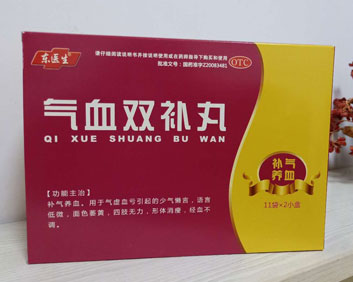 东医生
请仔细阅读说明书并按说明使用或在药师指导下购买和使用
批准文号：国药准字Z20083481
OTC
气血双补丸
QI XUE SHUANG BU WAN
补气
养血
11袋×2小盒
【功能主治】
补气养血。用于气虚血亏引起的少气懒言，语言
低微，面色萎黄，四肢无力，形体消瘦，经血不
调。